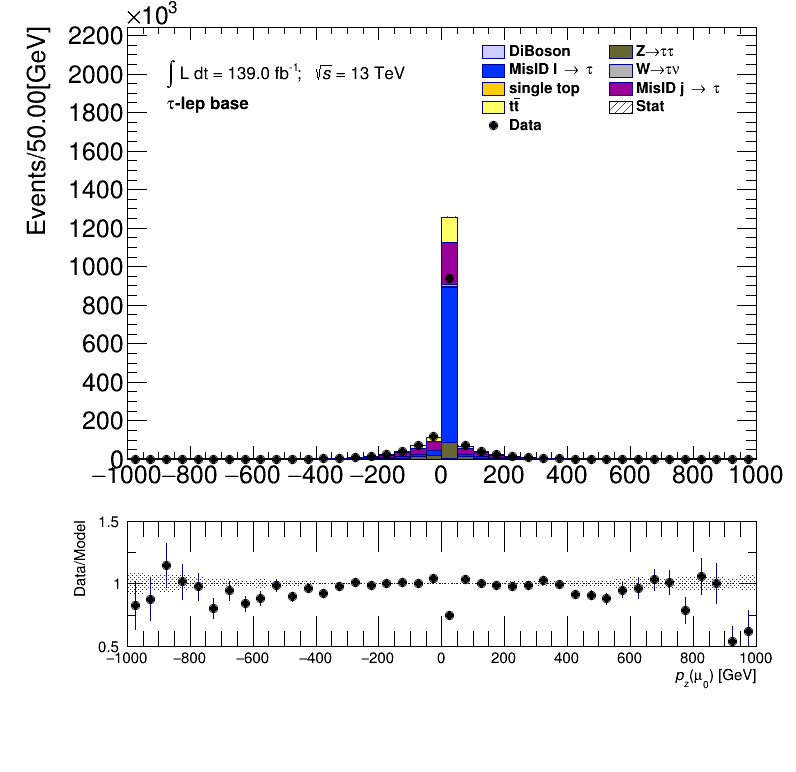 ×10³
Events/50.00[GeV]
2200
2000
1800
1600
1400
1200
1000
800
600
400
200
0
∫ L dt = 139.0 fb⁻¹; √s = 13 TeV
τ-lep base
DiBoson
MisID l → τ
single top
tt̄
Data
Z→ττ
W→τν
MisID j → τ
Stat
−1000 −800 −600 −400 −200 0 200 400 600 800 1000
Data/Model
1.5
1
0.5
−1000 −800 −600 −400 −200 0 200 400 600 800 1000
p_z(μ_0) [GeV]